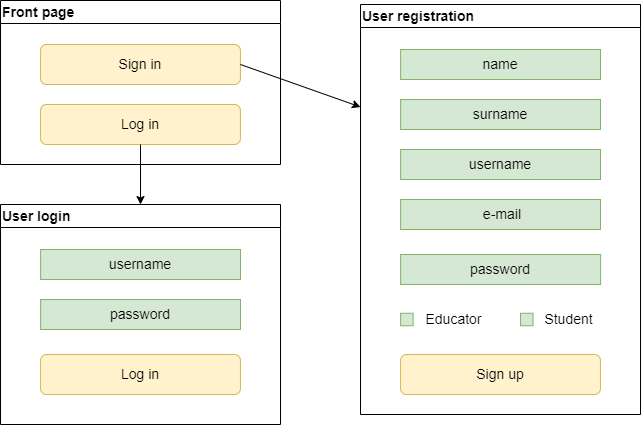 Front page
Sign in
Log in
User login
username
password
Log in
User registration
name
surname
username
e-mail
password
Educator
Student
Sign up